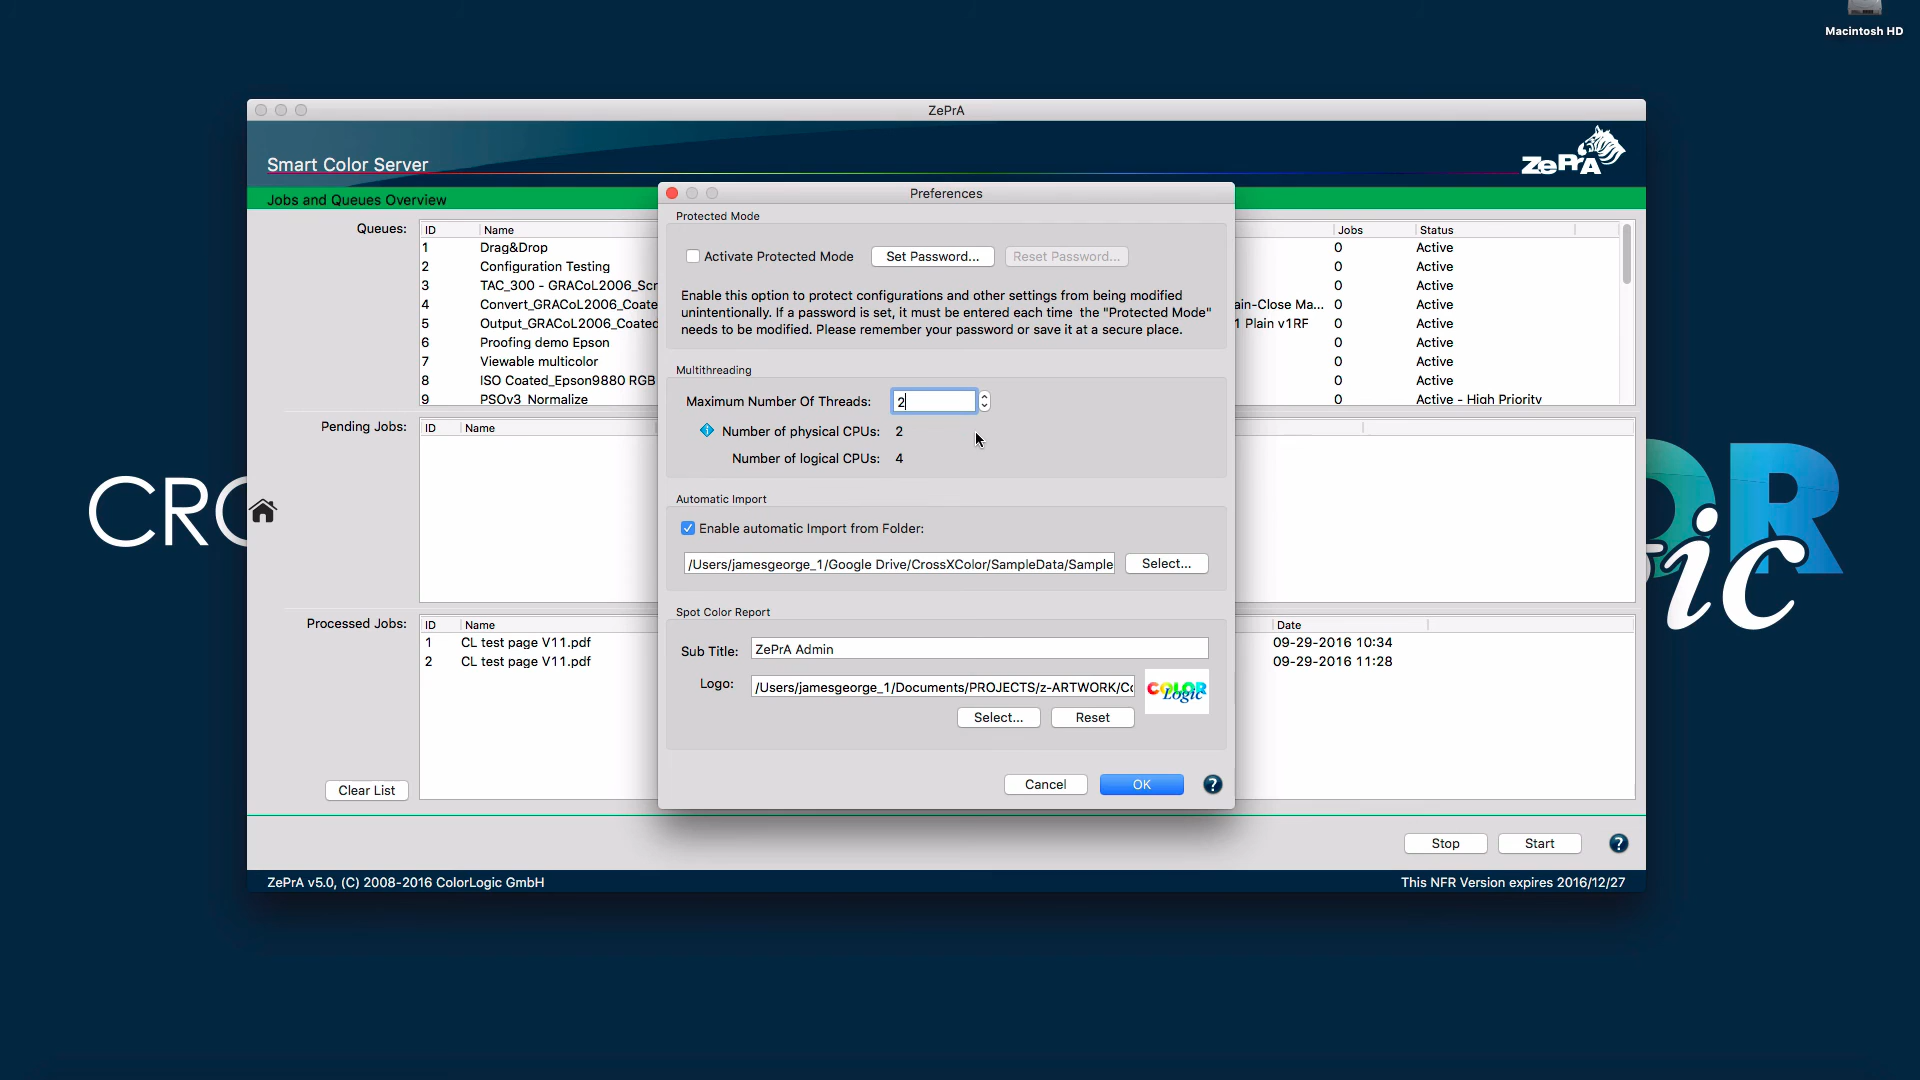 Macintosh HD
ZePrA
Smart Color Server
ZePrA
Jobs and Queues Overview
Queues:
ID Name Jobs Status
1 Drag&Drop 0 Active
2 Configuration Testing 0 Active
3 TAC_300 - GRACoL2006_Scr 0 Active
4 Convert_GRACoL2006_Coate ain-Close Ma... 0 Active
5 Output_GRACoL2006_Coated 1 Plain v1RF 0 Active
6 Proofing demo Epson 0 Active
7 Viewable multicolor 0 Active
8 ISO Coated_Epson9880 RGB 0 Active
9 PSOv3_Normalize 0 Active - High Priority
Pending Jobs:
ID Name
Processed Jobs:
ID Name Date
1 CL test page V11.pdf 09-29-2016 10:34
2 CL test page V11.pdf 09-29-2016 11:28
Clear List
Preferences
Protected Mode
Activate Protected Mode Set Password... Reset Password...
Enable this option to protect configurations and other settings from being modified
unintentionally. If a password is set, it must be entered each time the "Protected Mode"
needs to be modified. Please remember your password or save it at a secure place.
Multithreading
Maximum Number Of Threads: 2
Number of physical CPUs: 2
Number of logical CPUs: 4
Automatic Import
Enable automatic Import from Folder:
/Users/jamesgeorge_1/Google Drive/CrossXColor/SampleData/Sample Select...
Spot Color Report
Sub Title: ZePrA Admin
Logo: /Users/jamesgeorge_1/Documents/PROJECTS/z-ARTWORK/Co
COLOR
Logic
Select... Reset
Cancel OK ?
Stop Start ?
ZePrA v5.0, (C) 2008-2016 ColorLogic GmbH This NFR Version expires 2016/12/27
CRO
OR
ic